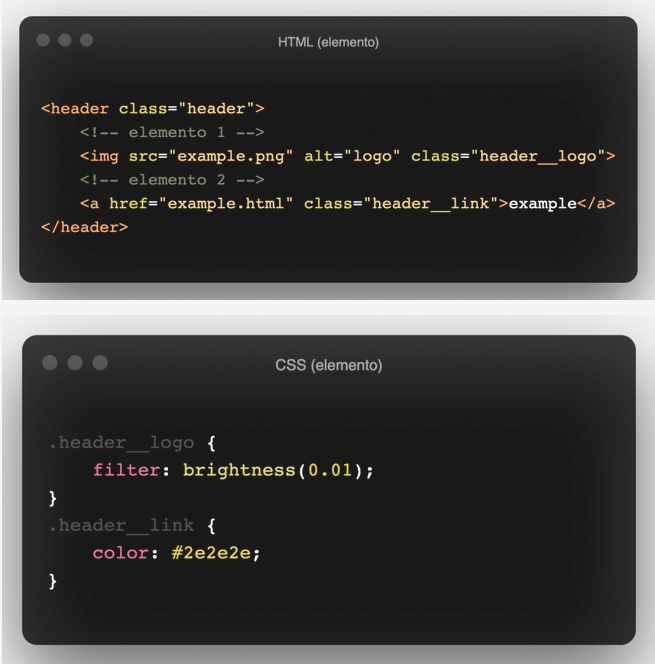 HTML (elemento)
<header class="header">
    <!-- elemento 1 -->
    <img src="example.png" alt="logo" class="header__logo">
    <!-- elemento 2 -->
    <a href="example.html" class="header__link">example</a>
</header>
CSS (elemento)
.header__logo {
    filter: brightness(0.01);
}
.header__link {
    color: #2e2e2e;
}